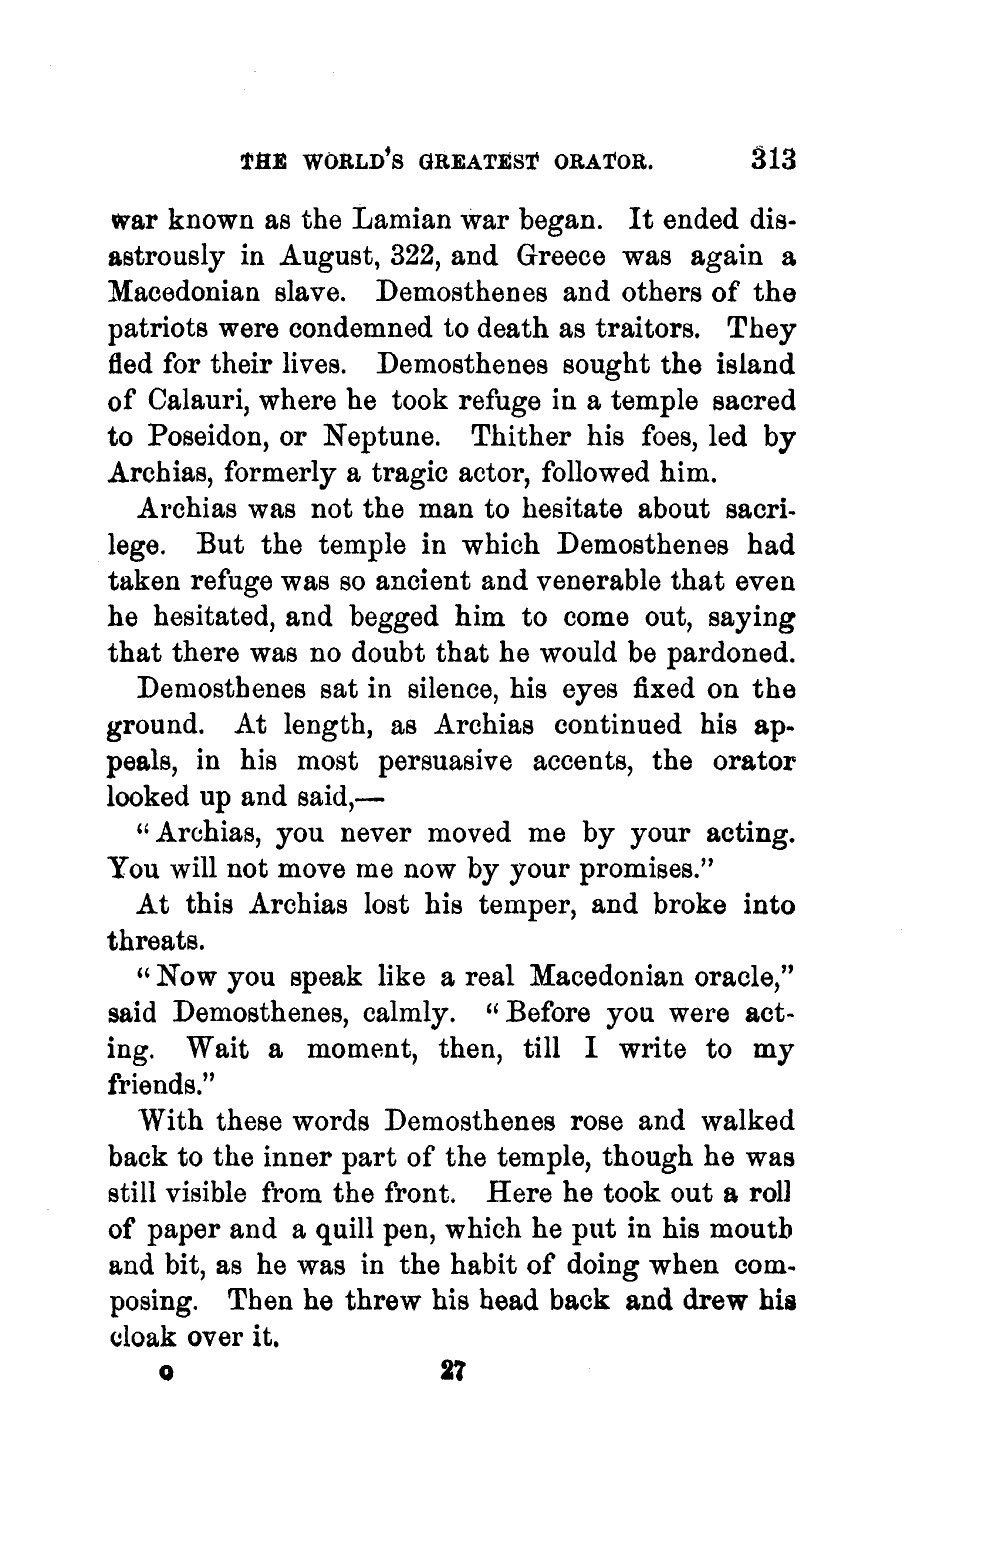 THE WORLD'S GREATEST ORATOR. 313
war known as the Lamian war began. It ended dis-
astrously in August, 322, and Greece was again a
Macedonian slave. Demosthenes and others of the
patriots were condemned to death as traitors. They
fled for their lives. Demosthenes sought the island
of Calauri, where he took refuge in a temple sacred
to Poseidon, or Neptune. Thither his foes, led by
Archias, formerly a tragic actor, followed him.
Archias was not the man to hesitate about sacri-
lege. But the temple in which Demosthenes had
taken refuge was so ancient and venerable that even
he hesitated, and begged him to come out, saying
that there was no doubt that he would be pardoned.
Demosthenes sat in silence, his eyes fixed on the
ground. At length, as Archias continued his ap-
peals, in his most persuasive accents, the orator
looked up and said,—
“Archias, you never moved me by your acting.
You will not move me now by your promises.”
At this Archias lost his temper, and broke into
threats.
“Now you speak like a real Macedonian oracle,”
said Demosthenes, calmly. “Before you were act-
ing. Wait a moment, then, till I write to my
friends.”
With these words Demosthenes rose and walked
back to the inner part of the temple, though he was
still visible from the front. Here he took out a roll
of paper and a quill pen, which he put in his mouth
and bit, as he was in the habit of doing when com-
posing. Then he threw his head back and drew his
cloak over it.
O 27